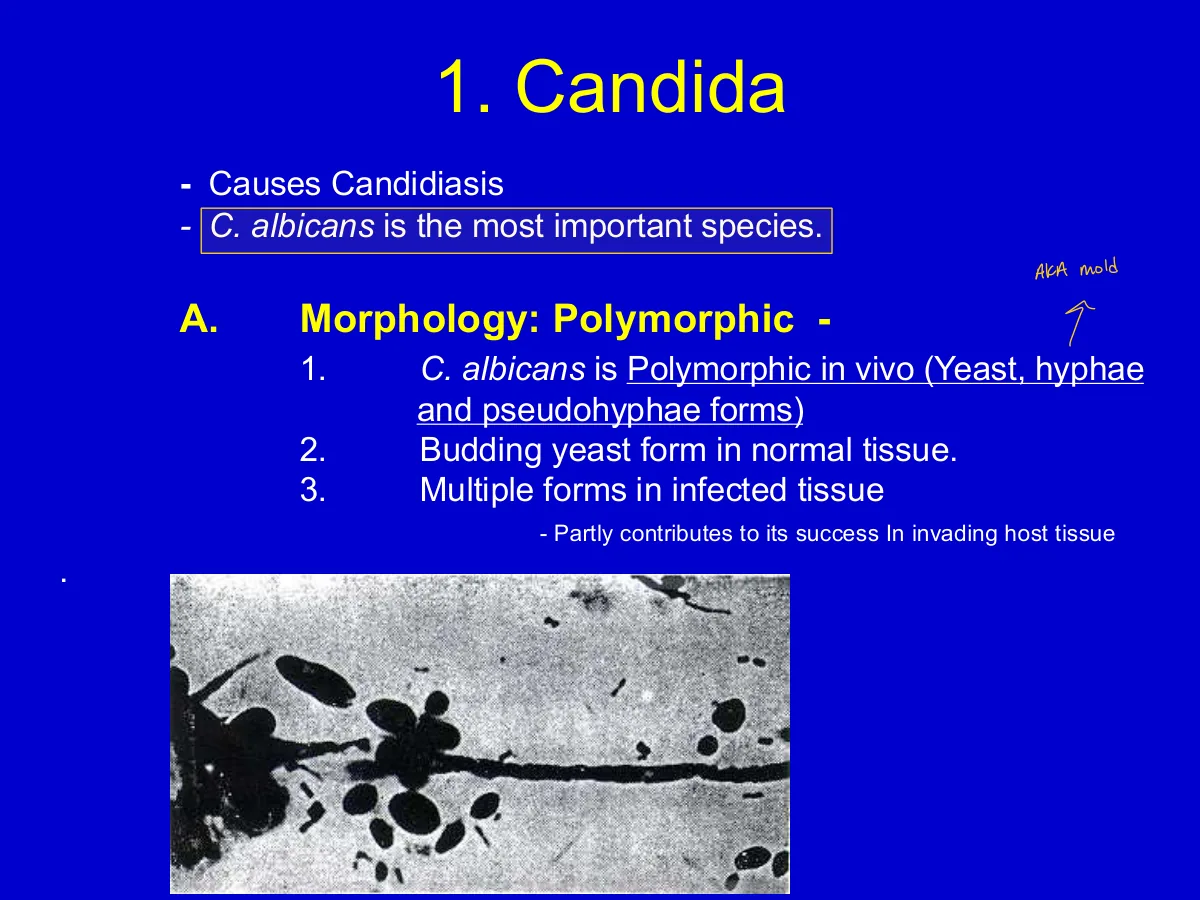 1. Candida
- Causes Candidiasis
- C. albicans is the most important species.
AKA mold
A. Morphology: Polymorphic -
1. C. albicans is Polymorphic in vivo (Yeast, hyphae
and pseudohyphae forms)
2. Budding yeast form in normal tissue.
3. Multiple forms in infected tissue
- Partly contributes to its success In invading host tissue
.